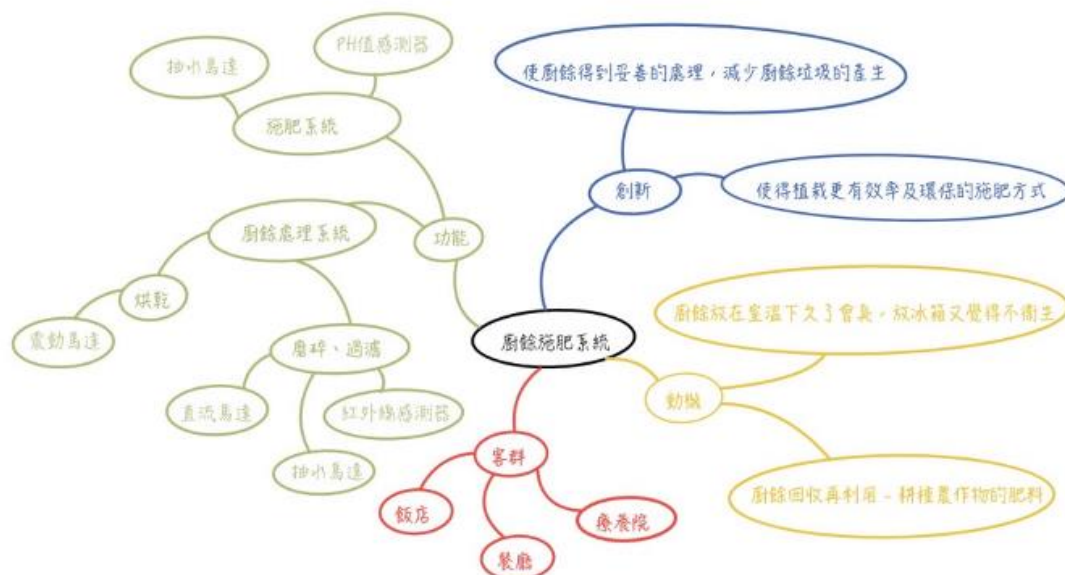 PH值感測器
抽水馬達
施肥系統
使廚餘得到妥善的處理，減少廚餘垃圾的產生
創新
使得植栽更有效率及環保的施肥方式
廚餘處理系統
功能
烘乾
震動馬達
磨碎、過濾
直流馬達
紅外線感測器
抽水馬達
廚餘施肥系統
廚餘放在室溫下久了會臭，放冰箱又覺得不衛生
動機
廚餘回收再利用－耕種農作物的肥料
客群
飯店
餐廳
療養院